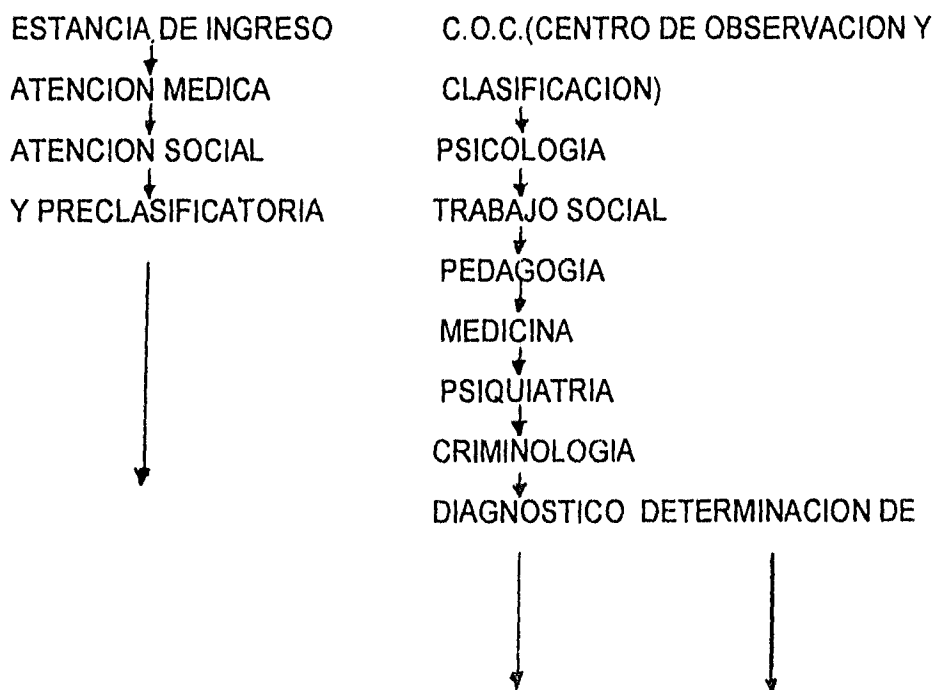 ESTANCIA DE INGRESO
ATENCION MEDICA
ATENCION SOCIAL
Y PRECLASIFICATORIA
C.O.C.(CENTRO DE OBSERVACION Y
CLASIFICACION)
PSICOLOGIA
TRABAJO SOCIAL
PEDAGOGIA
MEDICINA
PSIQUIATRIA
CRIMINOLOGIA
DIAGNOSTICO DETERMINACION DE